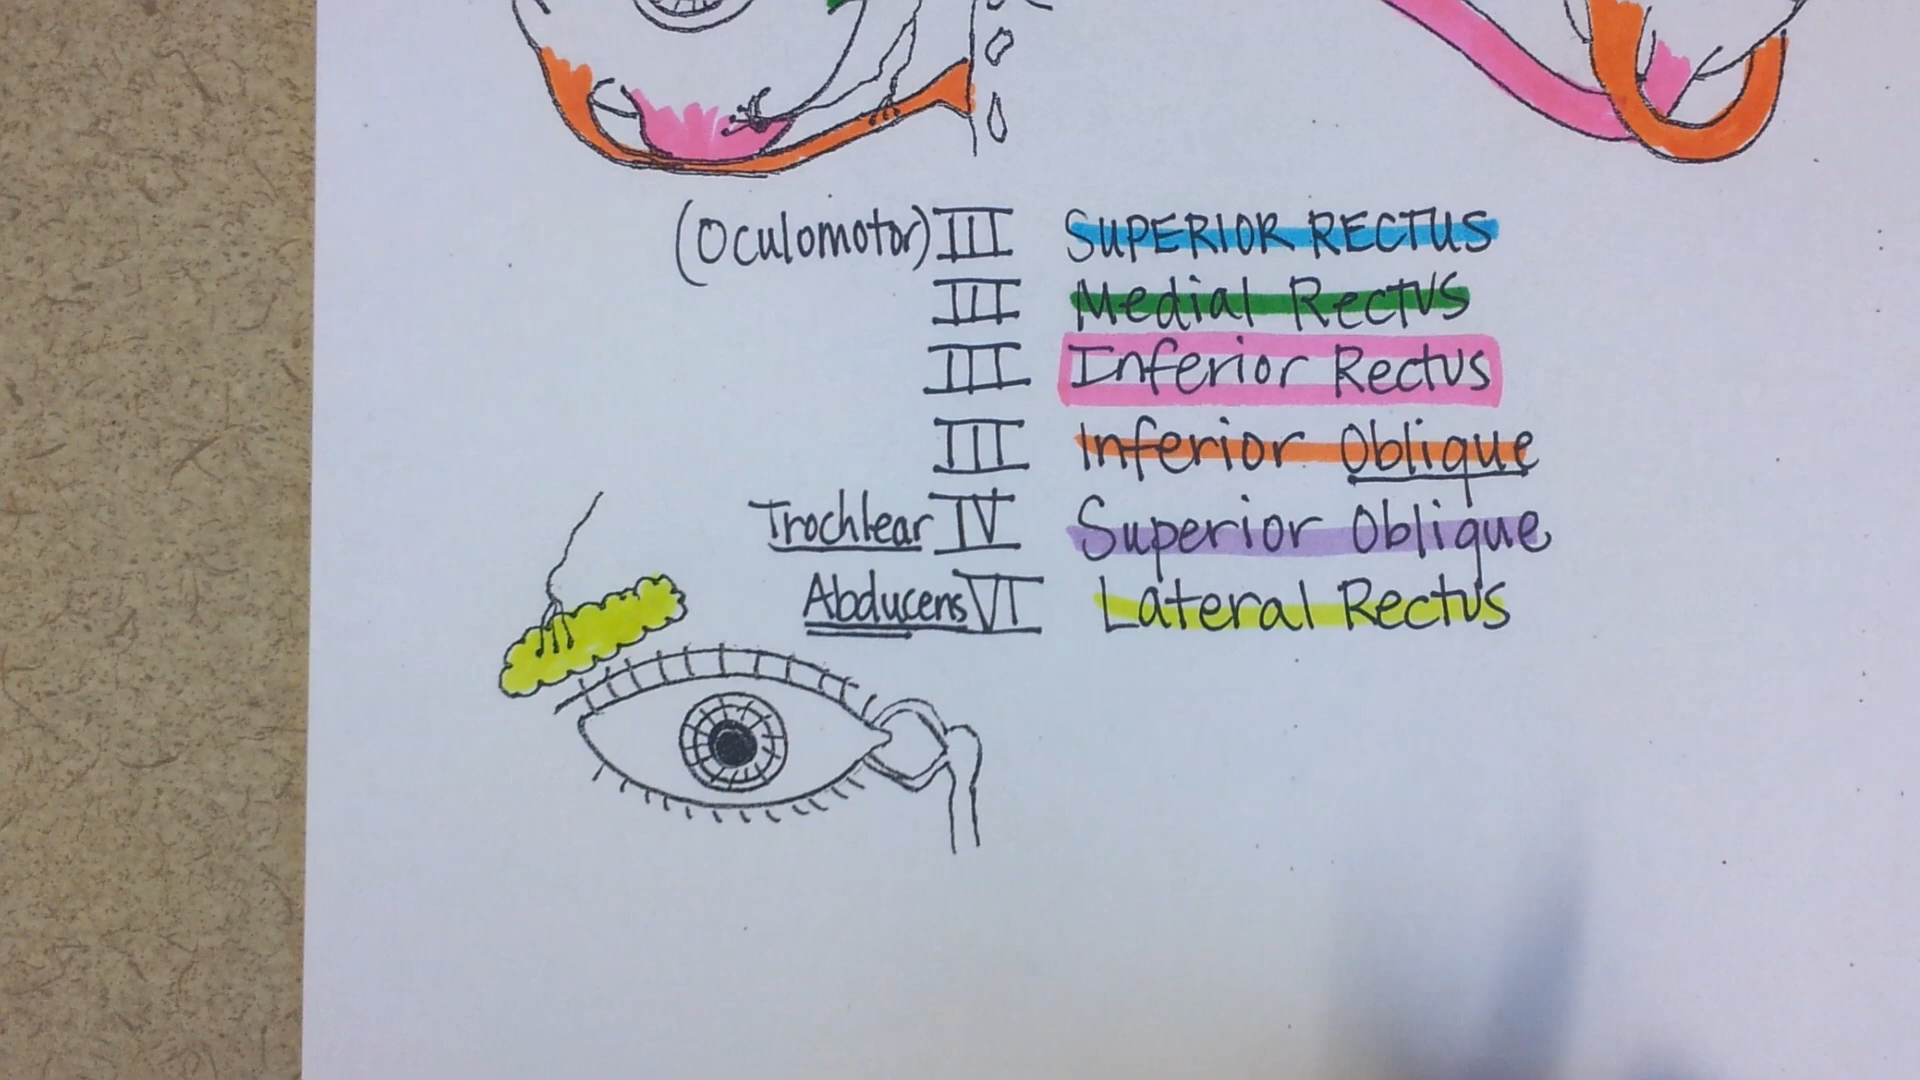 (Oculomotor) III SUPERIOR RECTUS
III Medial Rectus
III Inferior Rectus
III Inferior Oblique
Trochlear IV Superior Oblique
Abducens VI Lateral Rectus